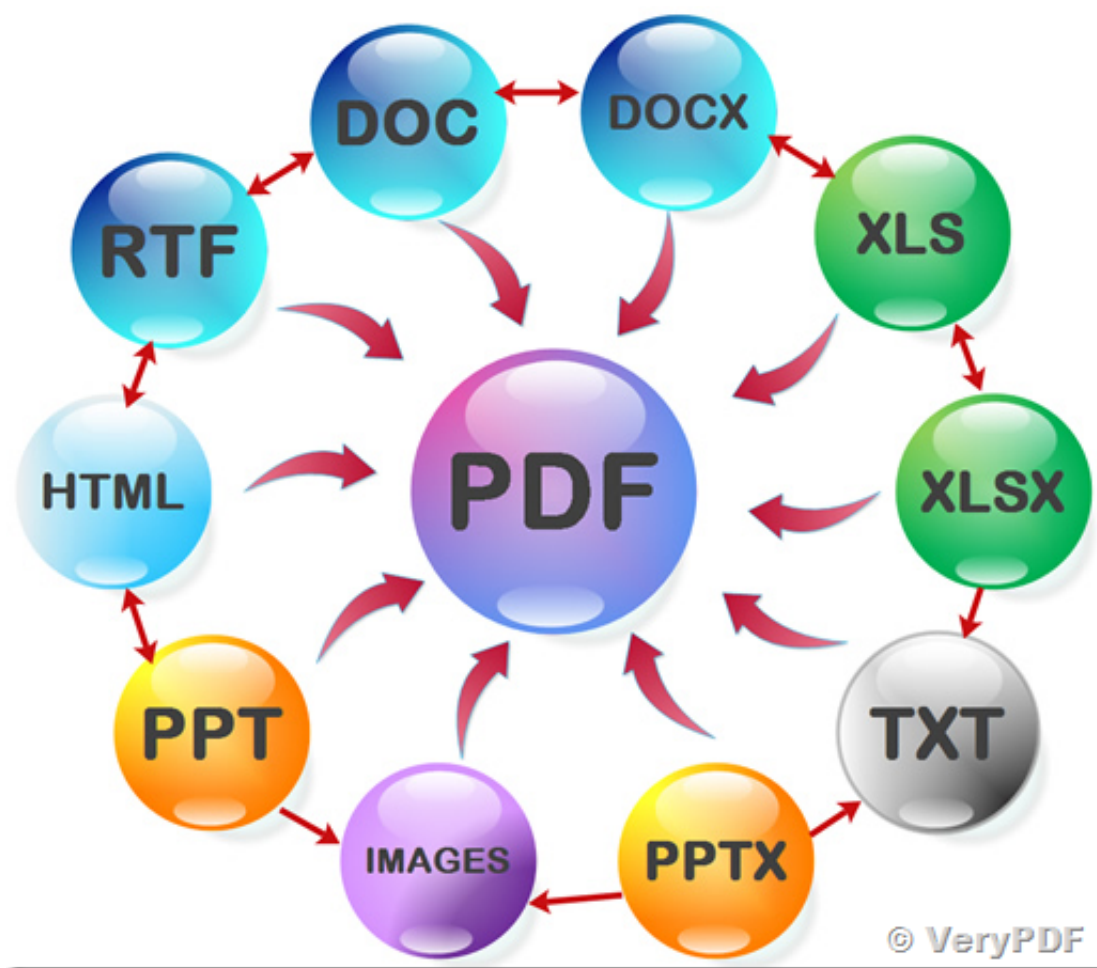 DOC
DOCX
RTF
XLS
HTML
PDF
XLSX
PPT
TXT
IMAGES
PPTX
© VeryPDF